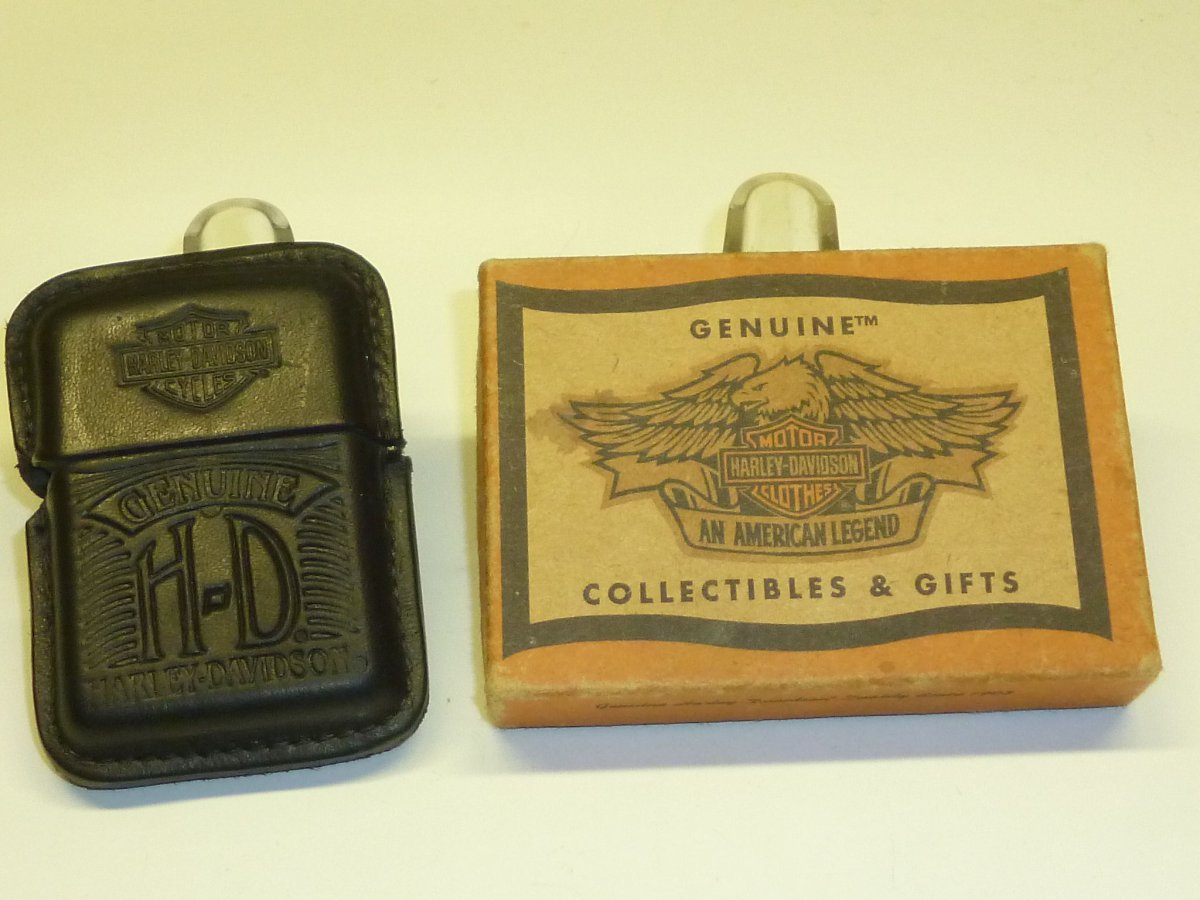 MOTOR
HARLEY-DAVIDSON
CYCLES
GENUINE
H-D.
HARLEY-DAVIDSON
GENUINE™
MOTOR
HARLEY-DAVIDSON
CLOTHES
AN AMERICAN LEGEND
COLLECTIBLES & GIFTS